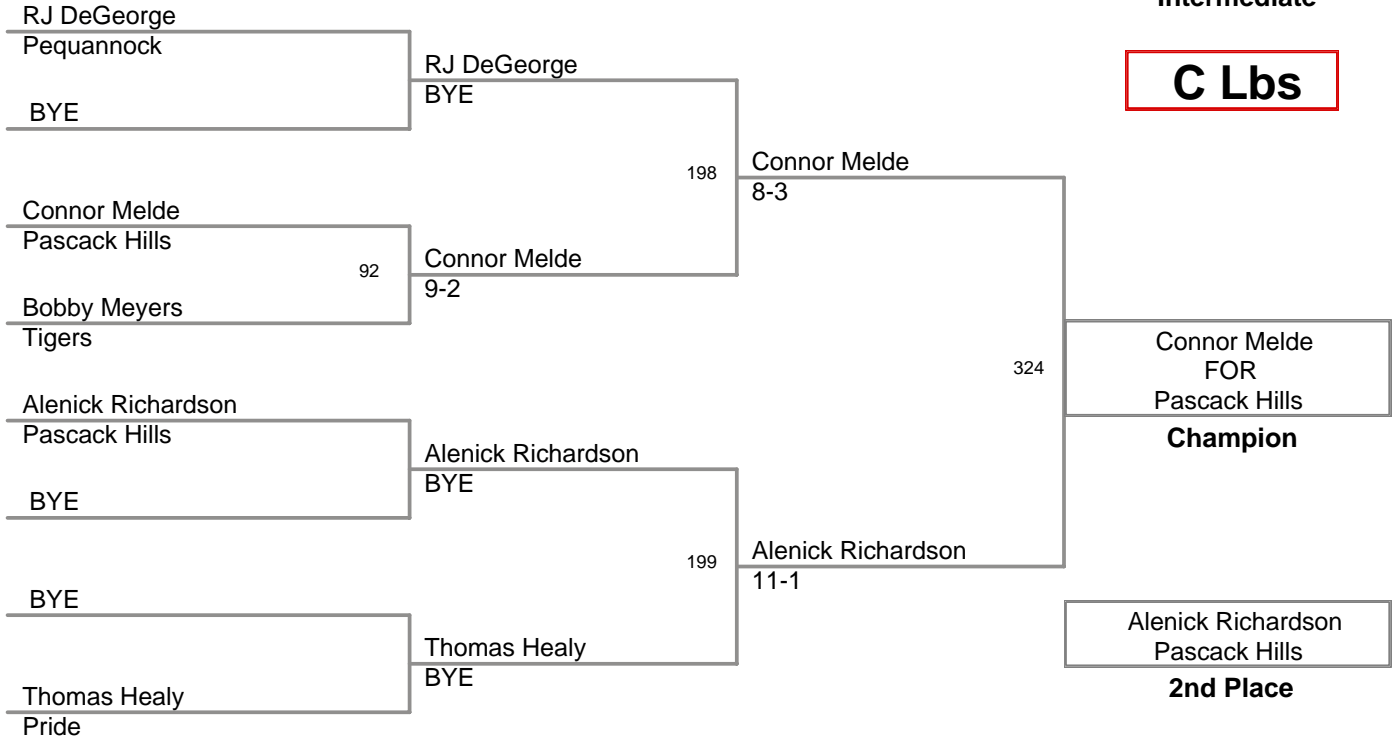 Intermediate
C Lbs
RJ DeGeorge
Pequannock
BYE
RJ DeGeorge
BYE
Connor Melde
Pascack Hills
92
Bobby Meyers
Tigers
Connor Melde
9-2
198
Connor Melde
8-3
Alenick Richardson
Pascack Hills
BYE
Alenick Richardson
BYE
BYE
Thomas Healy
Pride
Thomas Healy
BYE
199
Alenick Richardson
11-1
324
Connor Melde
FOR
Pascack Hills
Champion
Alenick Richardson
Pascack Hills
2nd Place